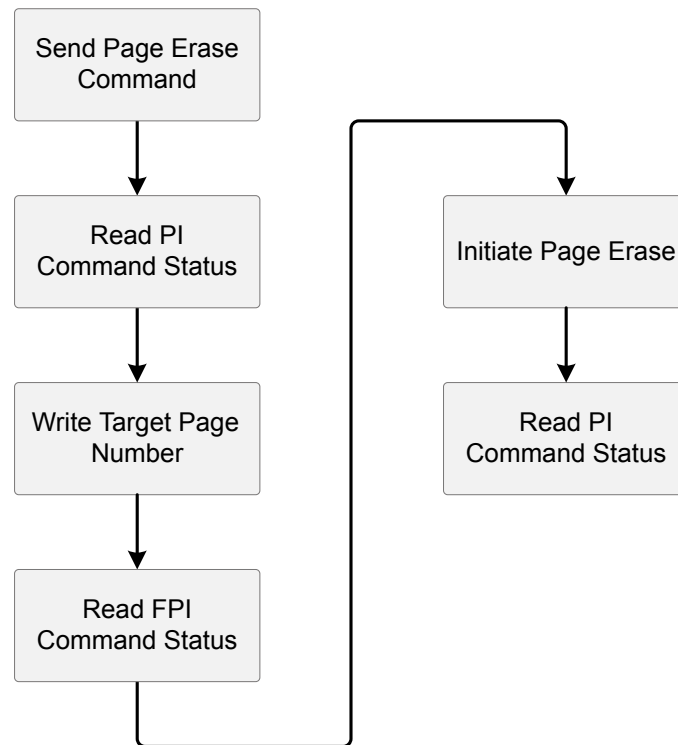 Send Page Erase
Command
Read PI
Command Status
Write Target Page
Number
Read FPI
Command Status
Initiate Page Erase
Read PI
Command Status